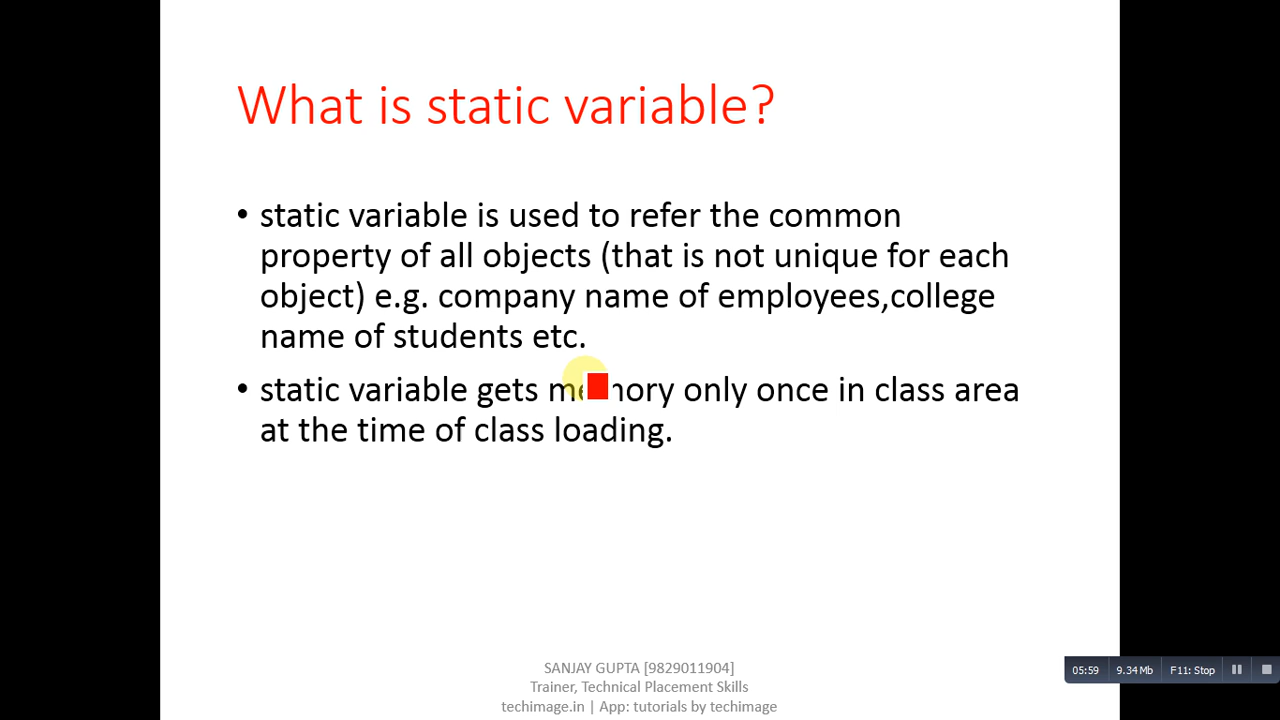 What is static variable?
• static variable is used to refer the common
property of all objects (that is not unique for each
object) e.g. company name of employees,college
name of students etc.
• static variable gets memory only once in class area
at the time of class loading.
SANJAY GUPTA [9829011904]
Trainer, Technical Placement Skills
techimage.in | App: tutorials by techimage
05:59 9.34 Mb F11: Stop